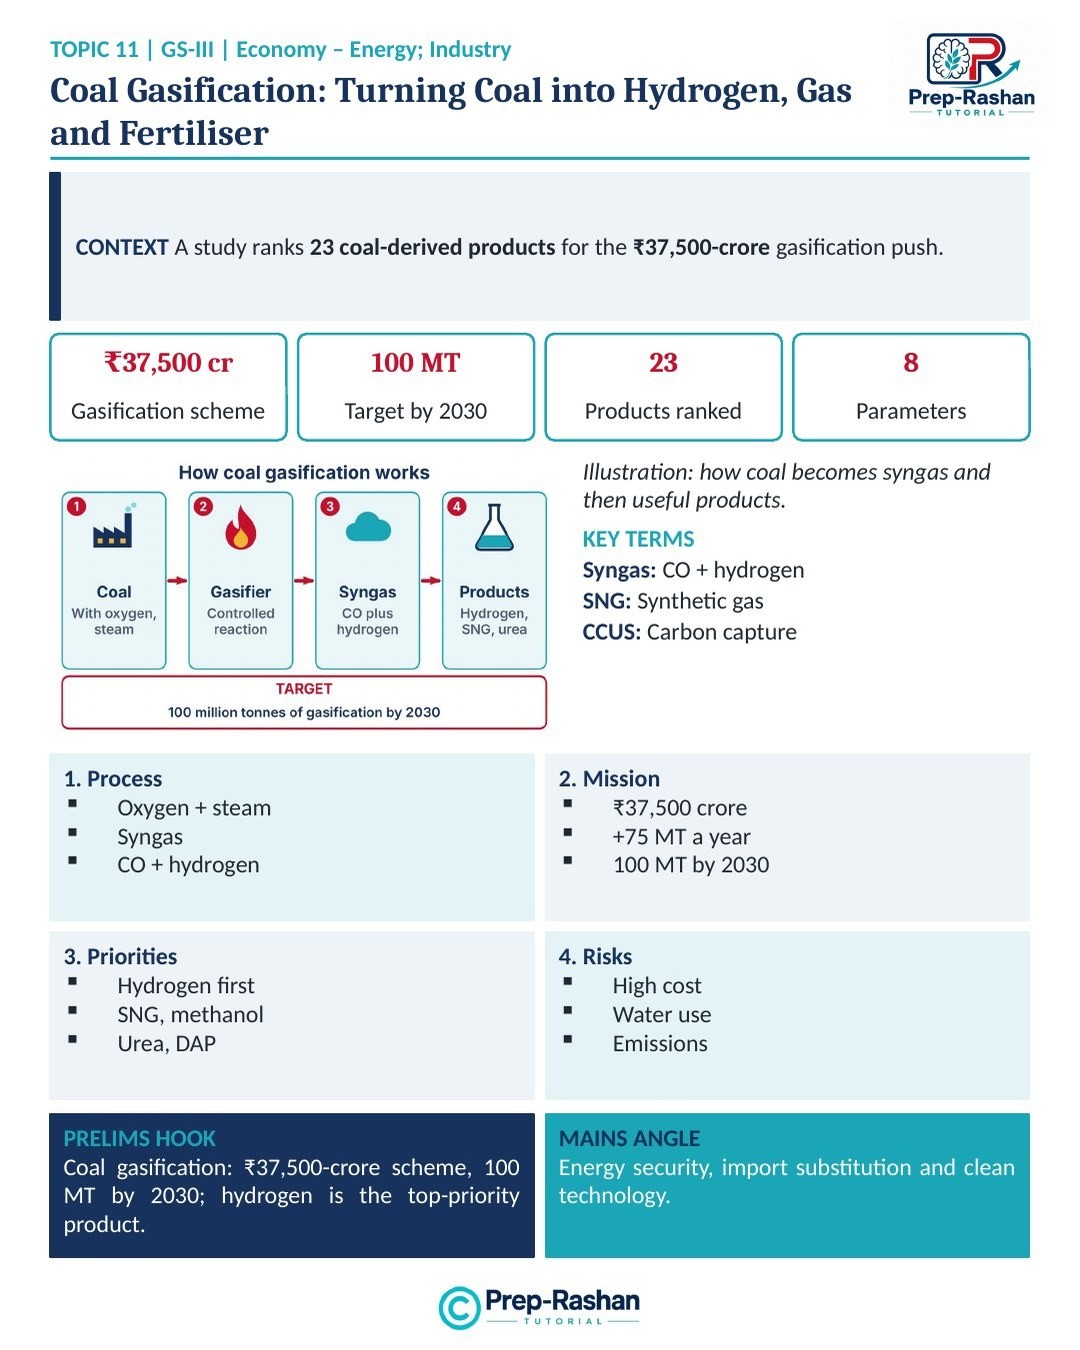 TOPIC 11 | GS-III | Economy – Energy; Industry
Coal Gasification: Turning Coal into Hydrogen, Gas
and Fertiliser
Prep-Rashan
TUTORIAL
CONTEXT A study ranks 23 coal-derived products for the ₹37,500-crore gasification push.
₹37,500 cr
Gasification scheme
100 MT
Target by 2030
23
Products ranked
8
Parameters
How coal gasification works
1
Coal
With oxygen,
steam
2
Gasifier
Controlled
reaction
3
Syngas
CO plus
hydrogen
4
Products
Hydrogen,
SNG, urea
TARGET
100 million tonnes of gasification by 2030
Illustration: how coal becomes syngas and
then useful products.
KEY TERMS
Syngas: CO + hydrogen
SNG: Synthetic gas
CCUS: Carbon capture
1. Process
▪ Oxygen + steam
▪ Syngas
▪ CO + hydrogen
2. Mission
▪ ₹37,500 crore
▪ +75 MT a year
▪ 100 MT by 2030
3. Priorities
▪ Hydrogen first
▪ SNG, methanol
▪ Urea, DAP
4. Risks
▪ High cost
▪ Water use
▪ Emissions
PRELIMS HOOK
Coal gasification: ₹37,500-crore scheme, 100
MT by 2030; hydrogen is the top-priority
product.
MAINS ANGLE
Energy security, import substitution and clean
technology.
© Prep-Rashan
TUTORIAL